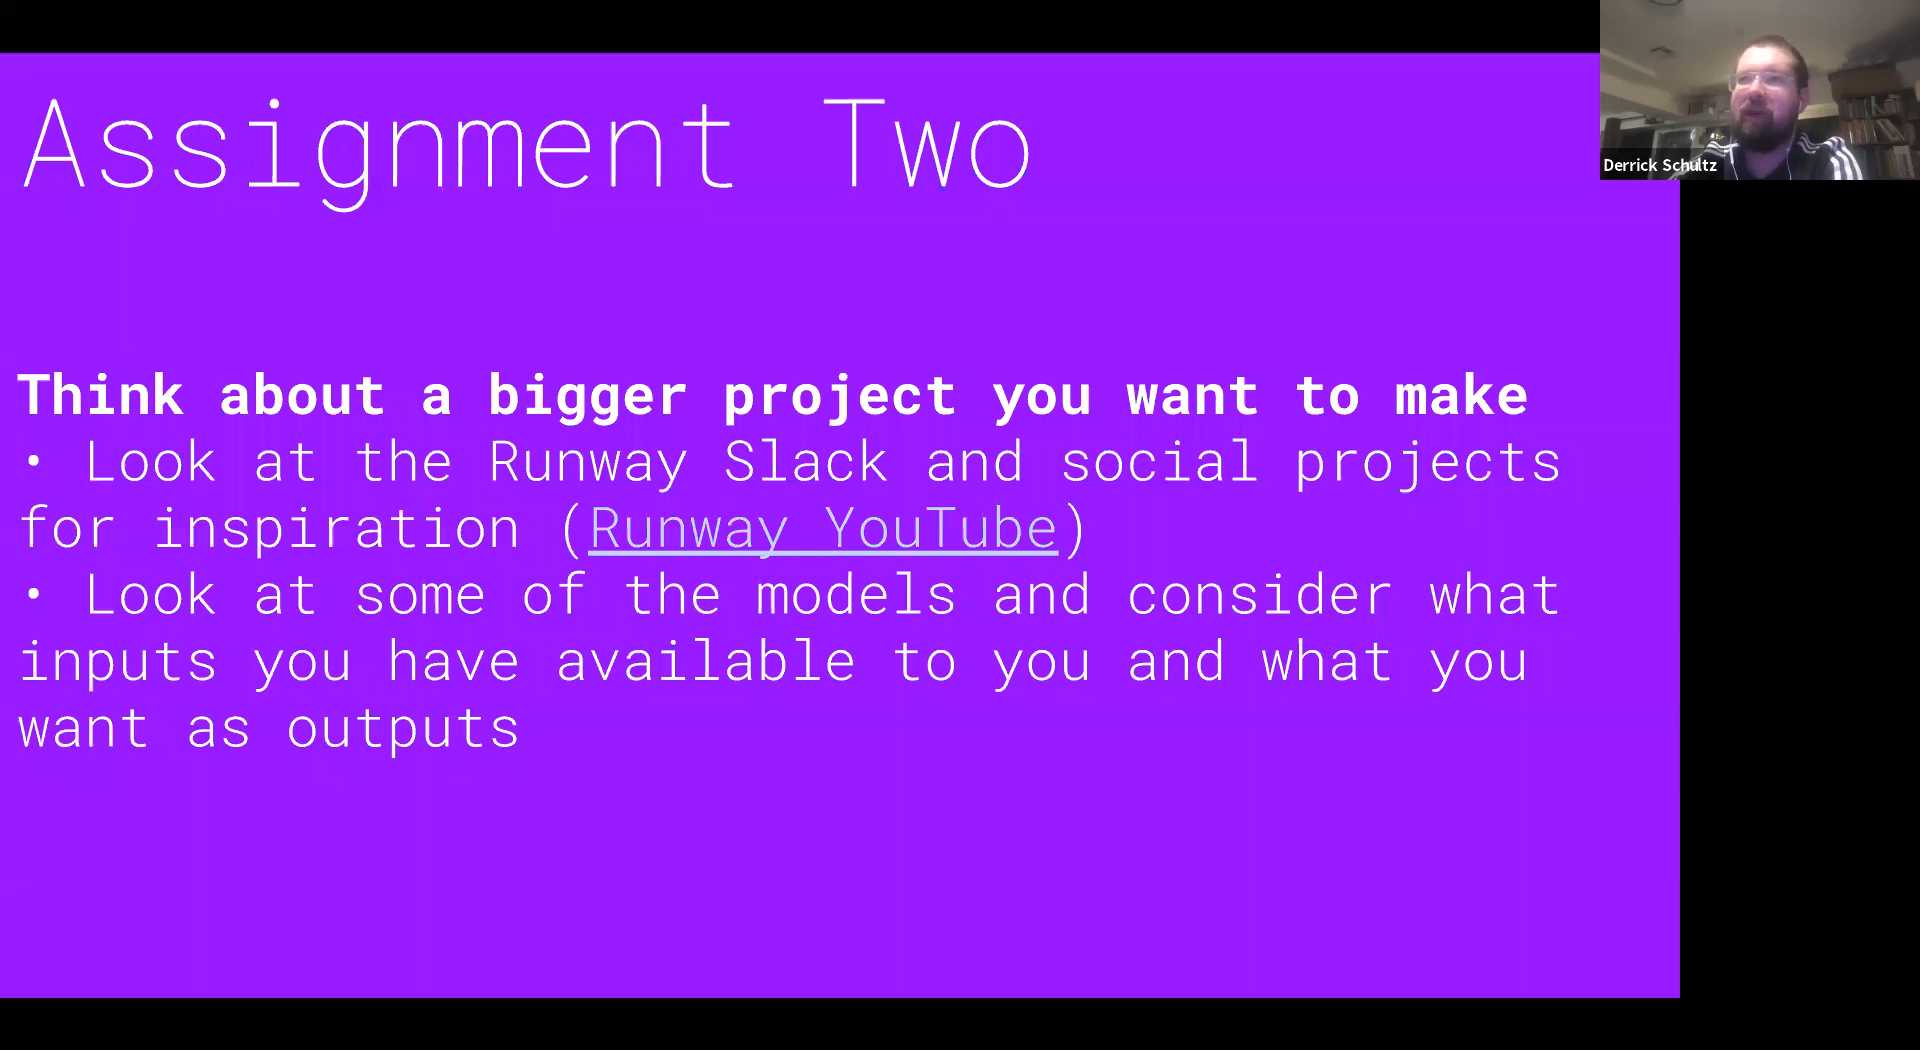 Assignment Two
Derrick Schultz
Think about a bigger project you want to make
• Look at the Runway Slack and social projects
for inspiration (Runway YouTube)
• Look at some of the models and consider what
inputs you have available to you and what you
want as outputs